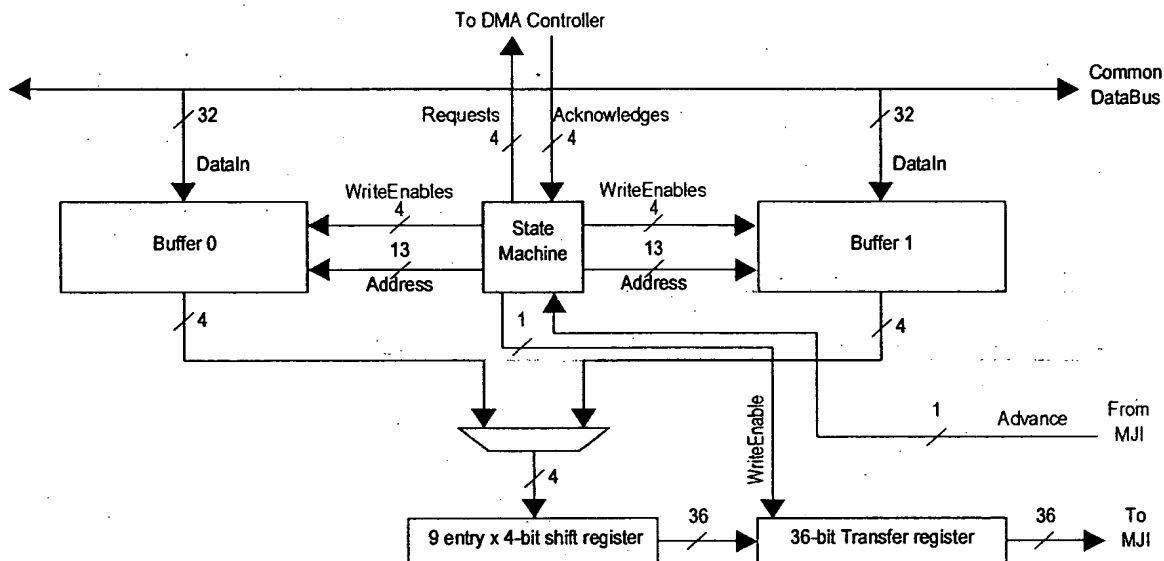 To DMA Controller
Common
DataBus
32
Requests
4
Acknowledges
4
32
DataIn
DataIn
WriteEnables
4
WriteEnables
4
Buffer 0
State
Machine
Buffer 1
13
Address
13
Address
4
1
4
WriteEnable
1
Advance
From
MJI
4
9 entry x 4-bit shift register
36
36-bit Transfer register
36
To
MJI